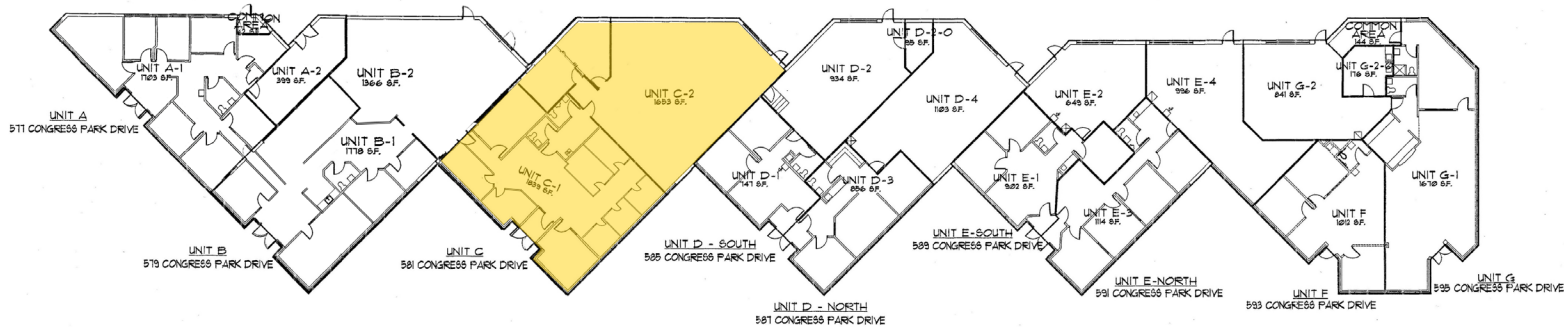 COMMON
AREA
UNIT A-1
1703 S.F.
UNIT A-2
399 S.F.
UNIT A
577 CONGRESS PARK DRIVE
UNIT B-2
1366 S.F.
UNIT B-1
1778 S.F.
UNIT B
579 CONGRESS PARK DRIVE
UNIT C-2
1653 S.F.
UNIT C-1
UNIT C
581 CONGRESS PARK DRIVE
UNIT D-2-0
UNIT D-2
934 S.F.
UNIT D-4
1103 S.F.
UNIT D-1
747 S.F.
UNIT D-3
856 S.F.
UNIT D - SOUTH
585 CONGRESS PARK DRIVE
UNIT D - NORTH
587 CONGRESS PARK DRIVE
UNIT E-2
649 S.F.
UNIT E-4
996 S.F.
UNIT E-1
902 S.F.
UNIT E-3
1114 S.F.
UNIT E-SOUTH
589 CONGRESS PARK DRIVE
UNIT E-NORTH
591 CONGRESS PARK DRIVE
COMMON
AREA
144 S.F.
UNIT G-2
841 S.F.
176 S.F.
UNIT G-1
1670 S.F.
UNIT F
1012 S.F.
UNIT F
593 CONGRESS PARK DRIVE
UNIT G
595 CONGRESS PARK DRIVE